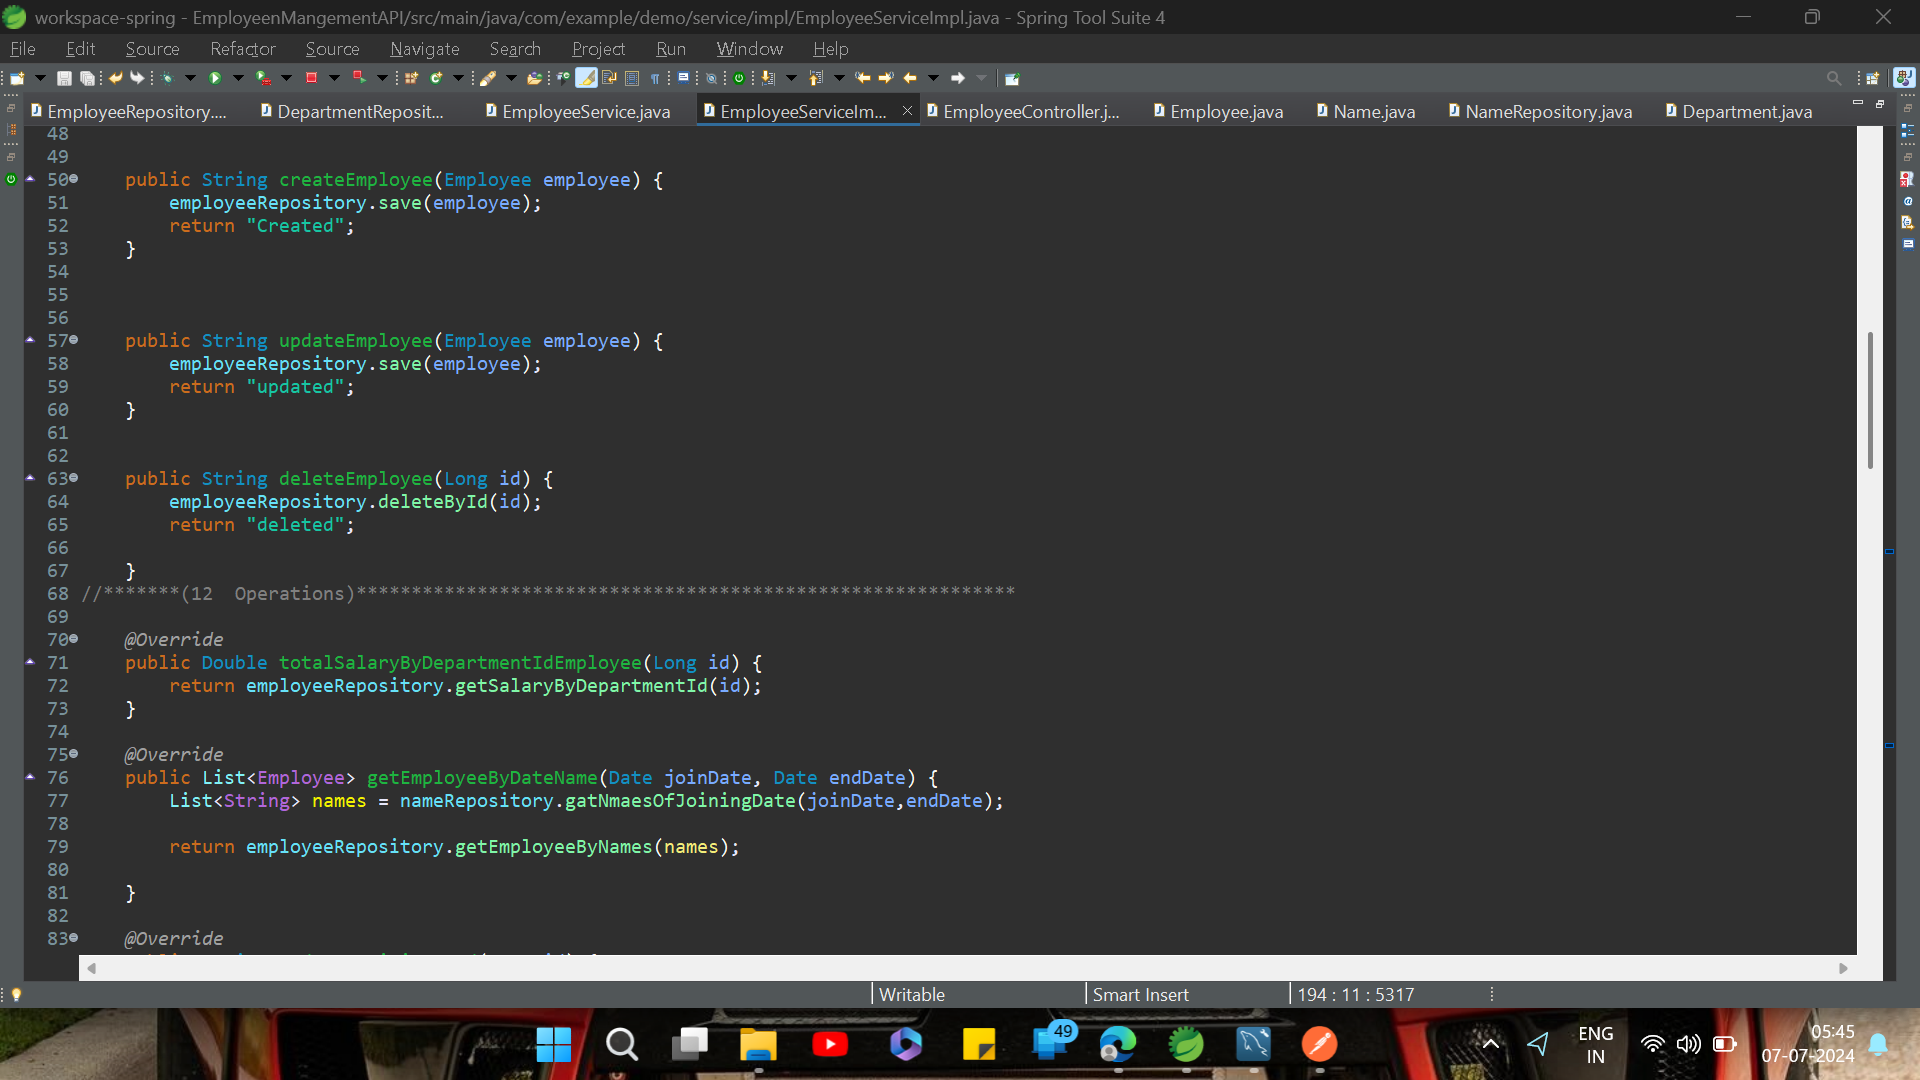 workspace-spring - EmployeenMangementAPI/src/main/java/com/example/demo/service/impl/EmployeeServiceImpl.java - Spring Tool Suite 4
File Edit Source Refactor Source Navigate Search Project Run Window Help
EmployeeRepository.... DepartmentReposit... EmployeeService.java EmployeeServiceIm... EmployeeController.j... Employee.java Name.java NameRepository.java Department.java
48
49
50 public String createEmployee(Employee employee) {
51 employeeRepository.save(employee);
52 return "Created";
53 }
54
55
56
57 public String updateEmployee(Employee employee) {
58 employeeRepository.save(employee);
59 return "updated";
60 }
61
62
63 public String deleteEmployee(Long id) {
64 employeeRepository.deleteById(id);
65 return "deleted";
66
67 }
68 //*******(12  Operations)************************************************************
69
70 @Override
71 public Double totalSalaryByDepartmentIdEmployee(Long id) {
72 return employeeRepository.getSalaryByDepartmentId(id);
73 }
74
75 @Override
76 public List<Employee> getEmployeeByDateName(Date joinDate, Date endDate) {
77 List<String> names = nameRepository.gatNmaesOfJoiningDate(joinDate,endDate);
78
79 return employeeRepository.getEmployeeByNames(names);
80
81 }
82
83 @Override
Writable Smart Insert 194 : 11 : 5317
49
ENG
IN
05:45
07-07-2024